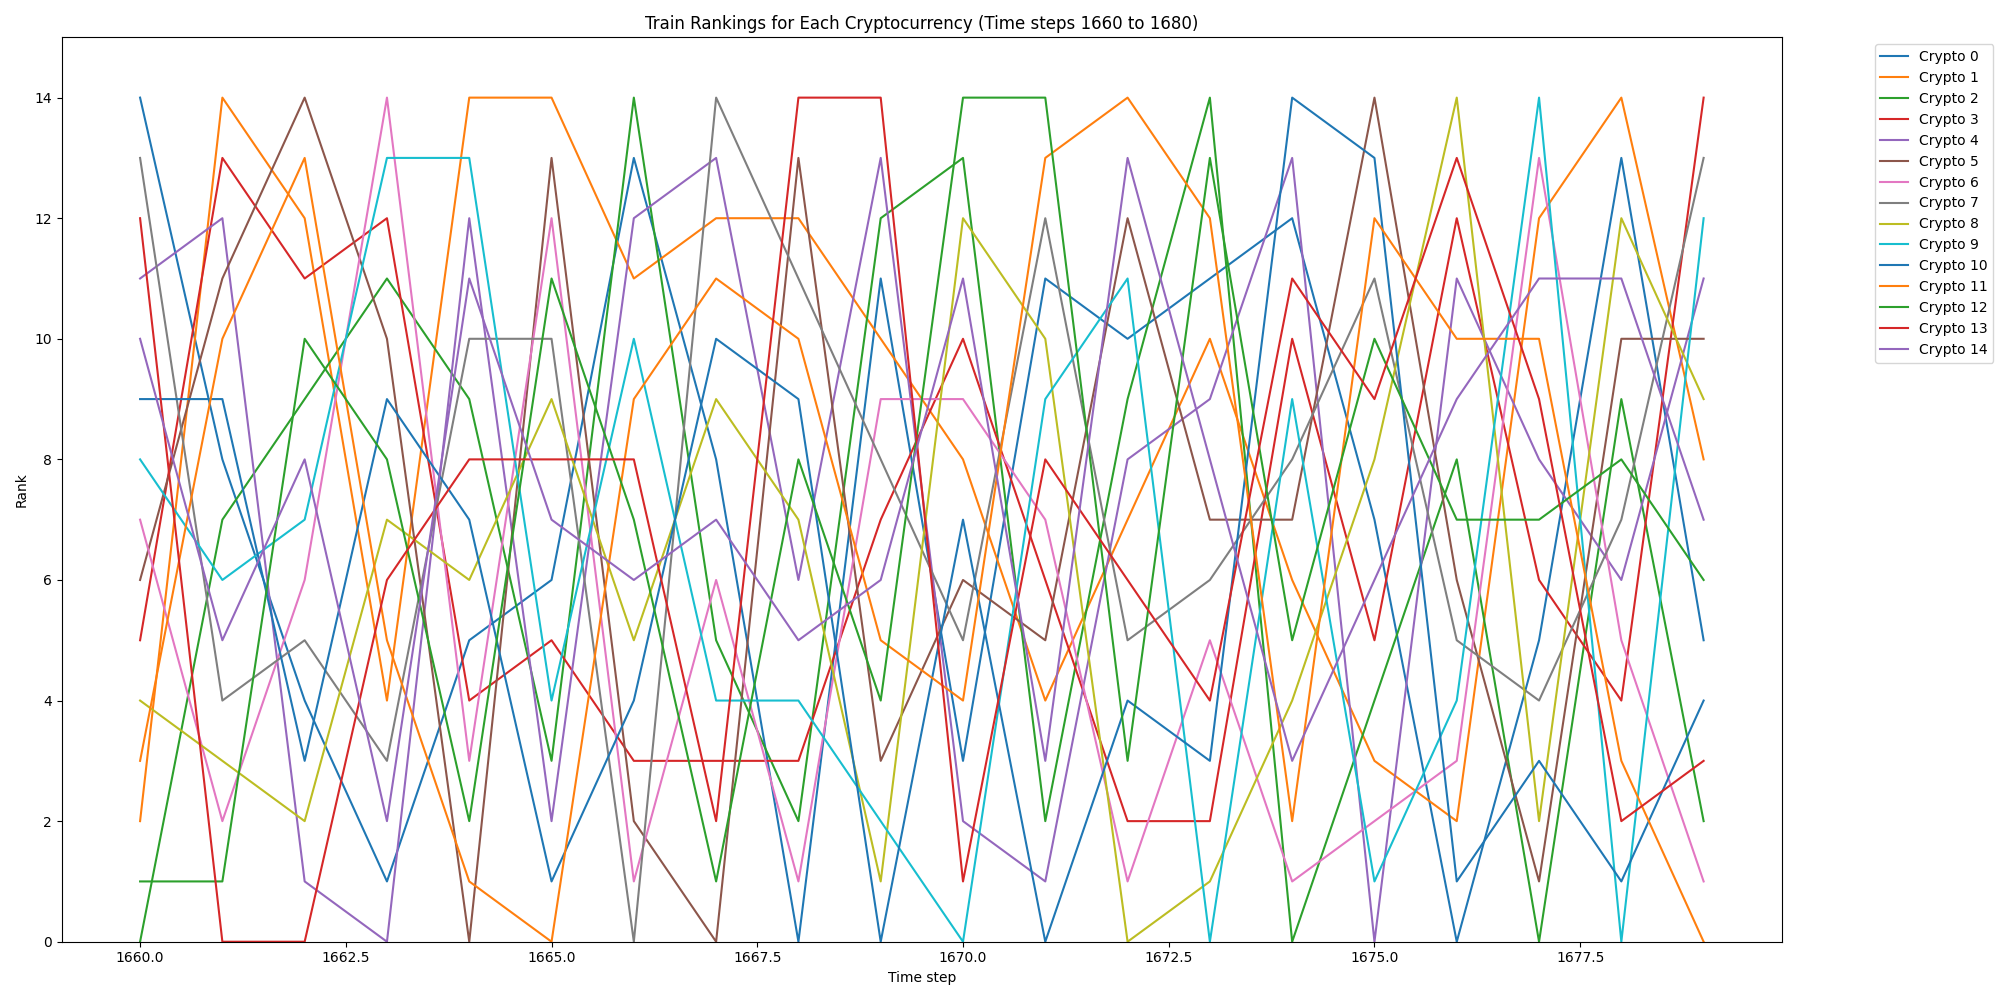 Train Rankings for Each Cryptocurrency (Time steps 1660 to 1680)
Rank
14
12
10
8
6
4
2
0
1660.0
1662.5
1665.0
1667.5
1670.0
1672.5
1675.0
1677.5
Time step
Crypto 0
Crypto 1
Crypto 2
Crypto 3
Crypto 4
Crypto 5
Crypto 6
Crypto 7
Crypto 8
Crypto 9
Crypto 10
Crypto 11
Crypto 12
Crypto 13
Crypto 14